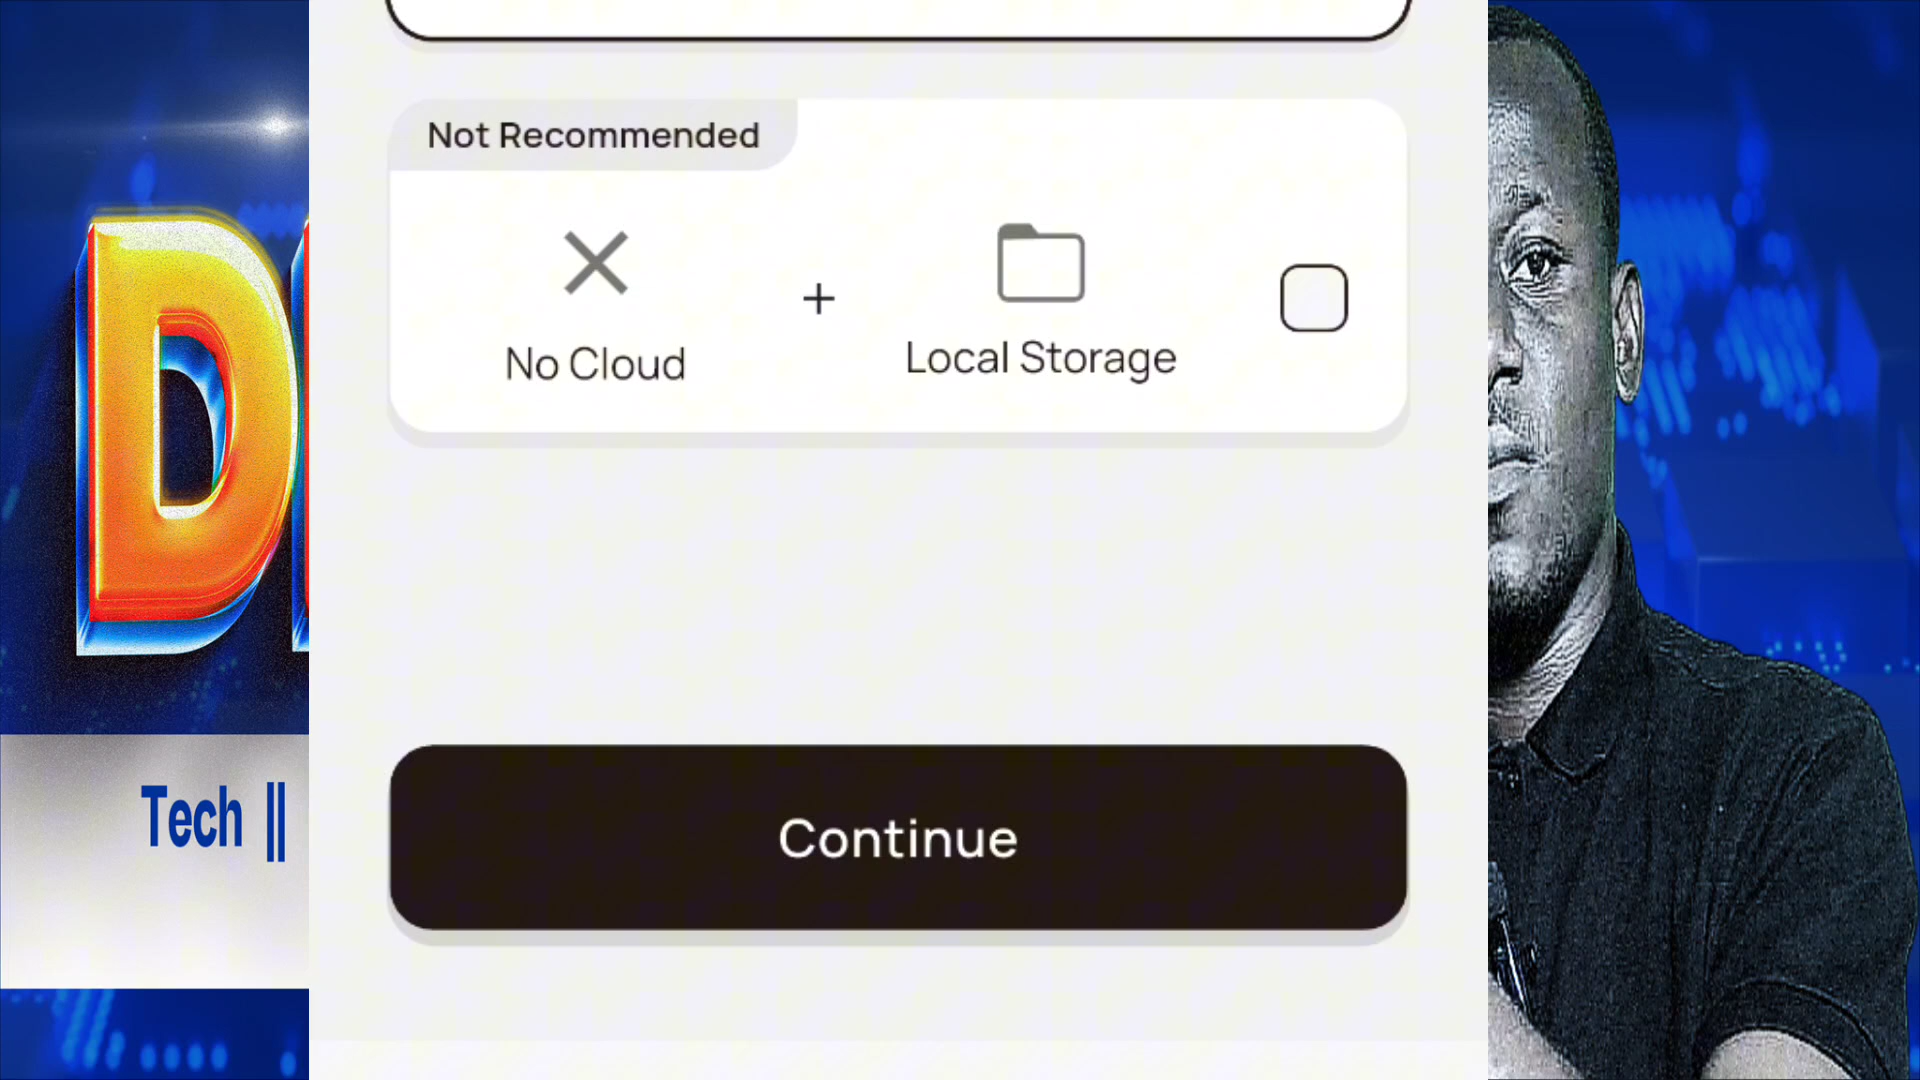 D
Not Recommended
No Cloud
+
Local Storage
Tech ||
Continue